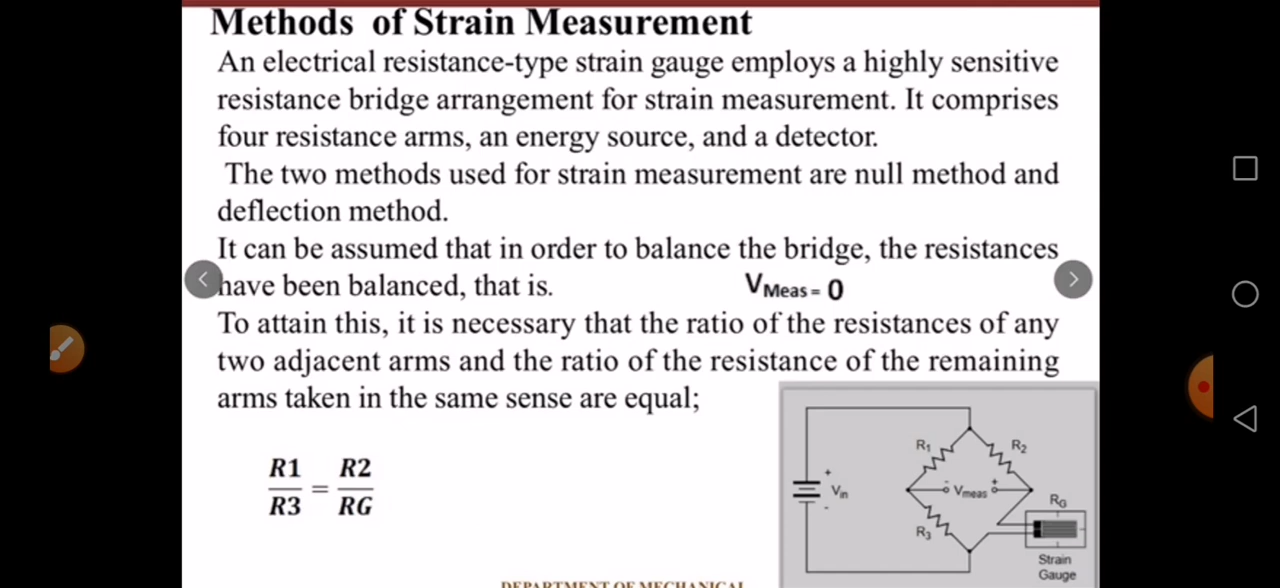 Methods of Strain Measurement
An electrical resistance-type strain gauge employs a highly sensitive
resistance bridge arrangement for strain measurement. It comprises
four resistance arms, an energy source, and a detector.
The two methods used for strain measurement are null method and
deflection method.
It can be assumed that in order to balance the bridge, the resistances
have been balanced, that is. VMeas = 0
To attain this, it is necessary that the ratio of the resistances of any
two adjacent arms and the ratio of the resistance of the remaining
arms taken in the same sense are equal;
R1/R3 = R2/RG
R1 R2
+ Vin -
- Vmeas +
RG
R3
Strain
Gauge
DEPARTMENT OF MECHANICAL